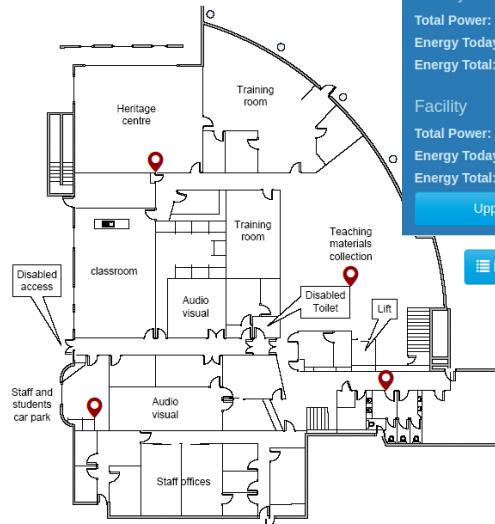 Total Power:
Energy Today
Energy Total:
Facility
Total Power:
Energy Today
Energy Total:
Upp
Training
room
Heritage
centre
Training
room
Teaching
materials
collection
classroom
Disabled
access
Audio
visual
Disabled
Toilet
Lift
Staff and
students
car park
Audio
visual
Staff offices